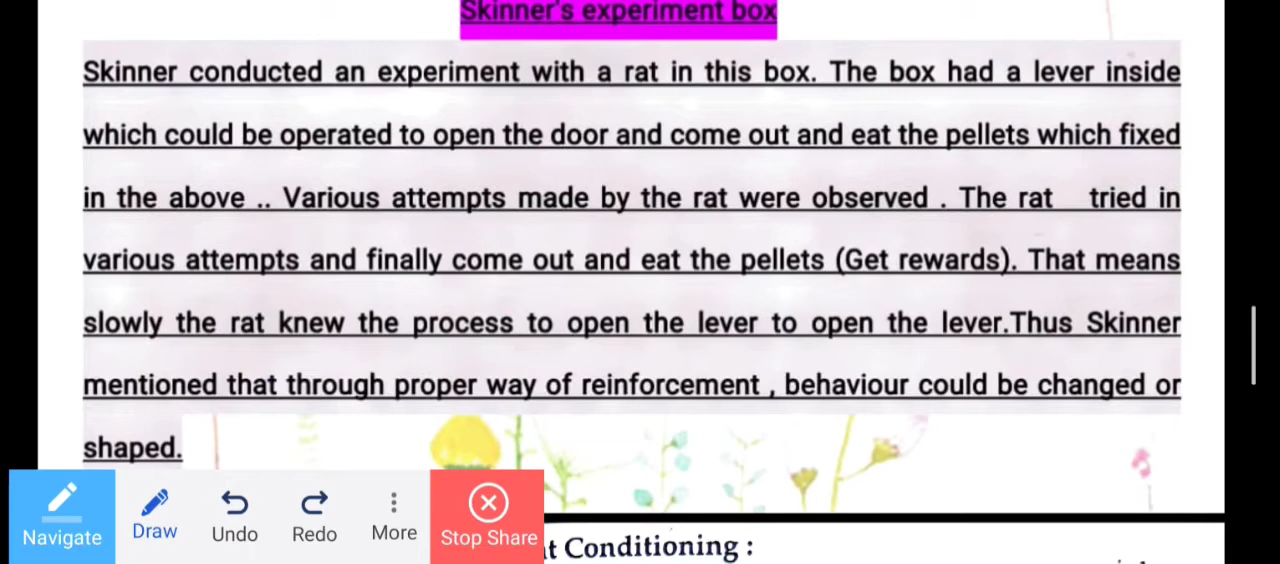 Skinner's experiment box
Skinner conducted an experiment with a rat in this box. The box had a lever inside
which could be operated to open the door and come out and eat the pellets which fixed
in the above .. Various attempts made by the rat were observed . The rat tried in
various attempts and finally come out and eat the pellets (Get rewards). That means
slowly the rat knew the process to open the lever to open the lever.Thus Skinner
mentioned that through proper way of reinforcement , behaviour could be changed or
shaped.
Navigate Draw Undo Redo More Stop Share
Conditioning :